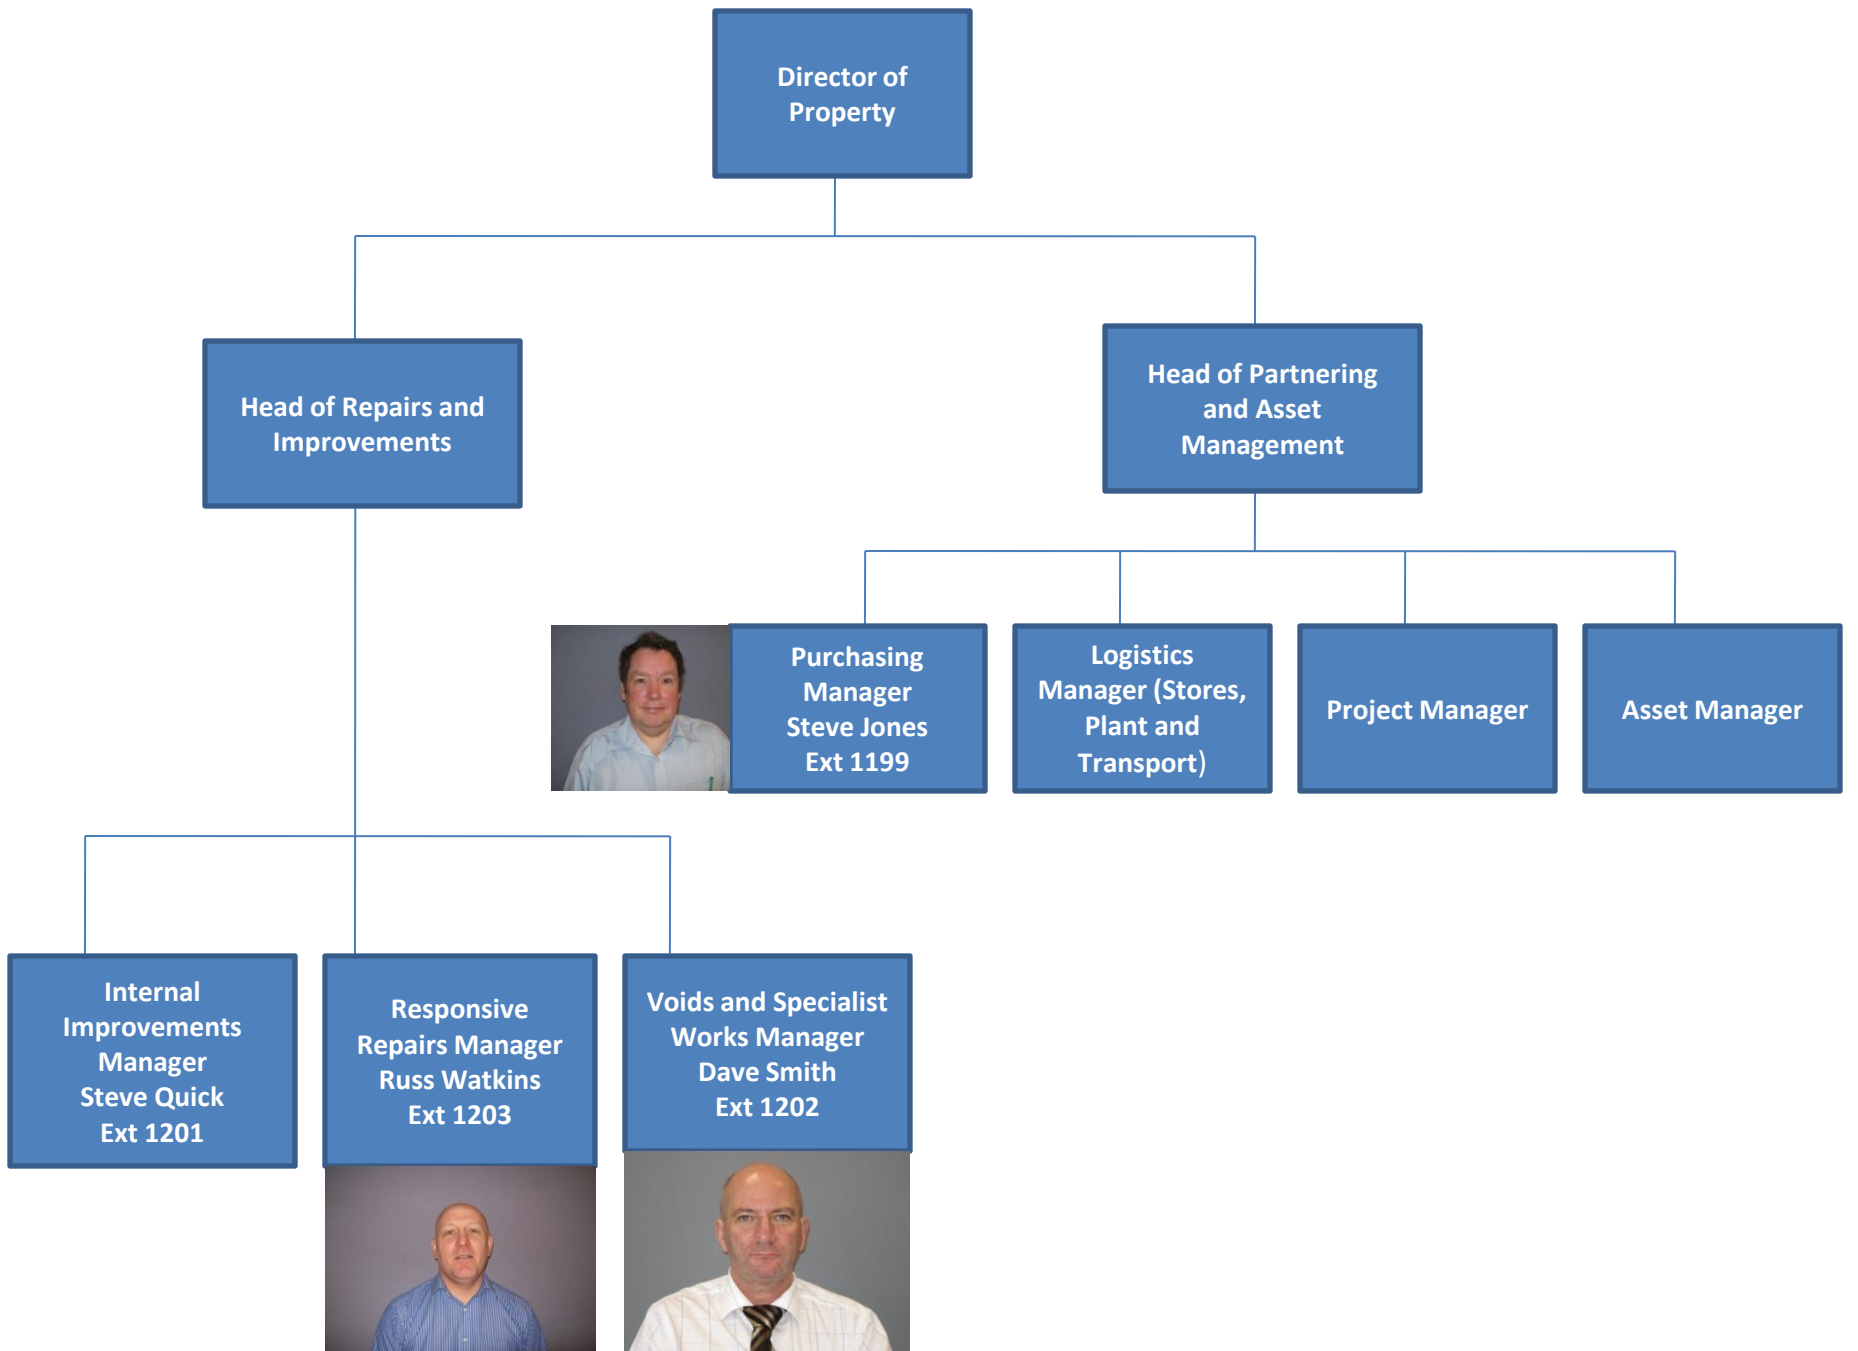 Director of
Property
Head of Repairs and
Improvements
Head of Partnering
and Asset
Management
Purchasing
Manager
Steve Jones
Ext 1199
Logistics
Manager (Stores,
Plant and
Transport)
Project Manager
Asset Manager
Internal
Improvements
Manager
Steve Quick
Ext 1201
Responsive
Repairs Manager
Russ Watkins
Ext 1203
Voids and Specialist
Works Manager
Dave Smith
Ext 1202